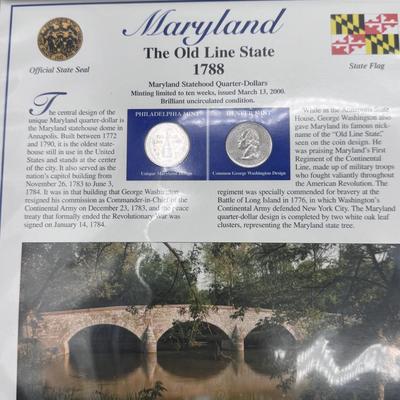 Maryland
The Old Line State
1788
Official State Seal
State Flag
Maryland Statehood Quarter-Dollars
Minting limited to ten weeks, issued March 13, 2000.
Brilliant uncirculated condition.
The central design of the
unique Maryland quarter-dollar is
the Maryland statehouse dome in
Annapolis. Built between 1772
and 1790, it is the oldest state-
house still in use in the United
States and stands at the center of
the city. It also served as the
nation's capitol building from
November 26, 1783 to June 3,
1784. It was in that building that George Washington
resigned his commission as Commander-in-Chief of the
Continental Army on December 23, 1783, and the peace
treaty that formally ended the Revolutionary War was
signed on January 14, 1784.
PHILADELPHIA MINT
Unique Maryland Design
DENVER MINT
Common George Washington Design
While in the Annapolis State
House, George Washington also
gave Maryland its famous nick-
name of the "Old Line State,"
seen on the coin design. He
was praising Maryland's First
Regiment of the Continental
Line, made up of military troops
who fought valiantly throughout
the American Revolution. The
regiment was specially commended for bravery at the
Battle of Long Island in 1776, in which Washington's
Continental Army defended New York City. The Maryland
quarter-dollar design is completed by two white oak leaf
clusters, representing the Maryland state tree.